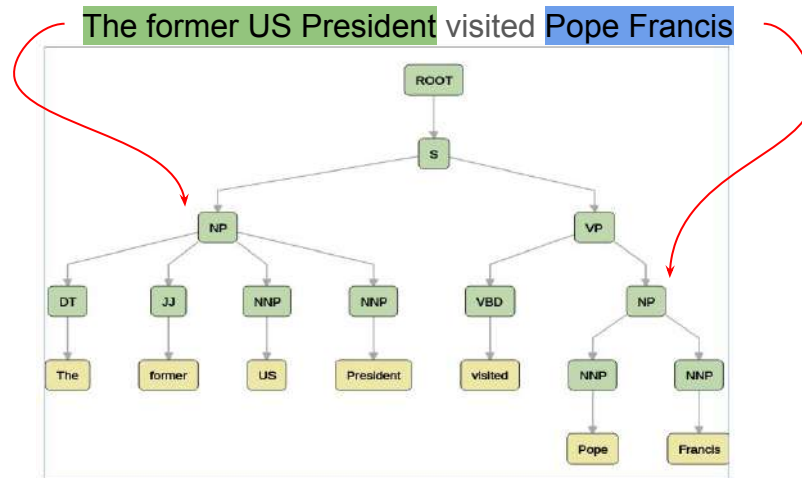 The former US President visited Pope Francis
ROOT
S
NP VP
DT JJ NNP NNP VBD NP
The former US President visited NNP NNP
Pope Francis